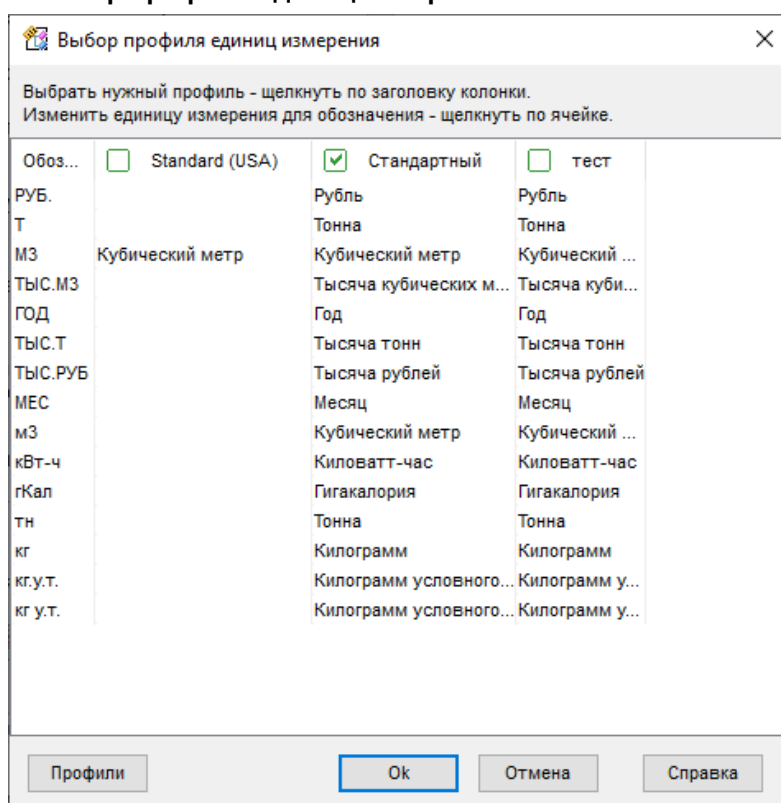 Выбор профиля единиц измерения
Выбрать нужный профиль - щелкнуть по заголовку колонки.
Изменить единицу измерения для обозначения - щелкнуть по ячейке.
Обоз... Standard (USA) Стандартный тест
РУБ. Рубль Рубль
Т Тонна Тонна
М3 Кубический метр Кубический метр Кубический ...
ТЫС.М3 Тысяча кубических м... Тысяча куби...
ГОД Год Год
ТЫС.Т Тысяча тонн Тысяча тонн
ТЫС.РУБ Тысяча рублей Тысяча рублей
МЕС Месяц Месяц
м3 Кубический метр Кубический ...
кВт-ч Киловатт-час Киловатт-час
гКал Гигакалория Гигакалория
тн Тонна Тонна
кг Килограмм Килограмм
кг.у.т. Килограмм условного... Килограмм у...
кг у.т. Килограмм условного... Килограмм у...
Профили Ok Отмена Справка